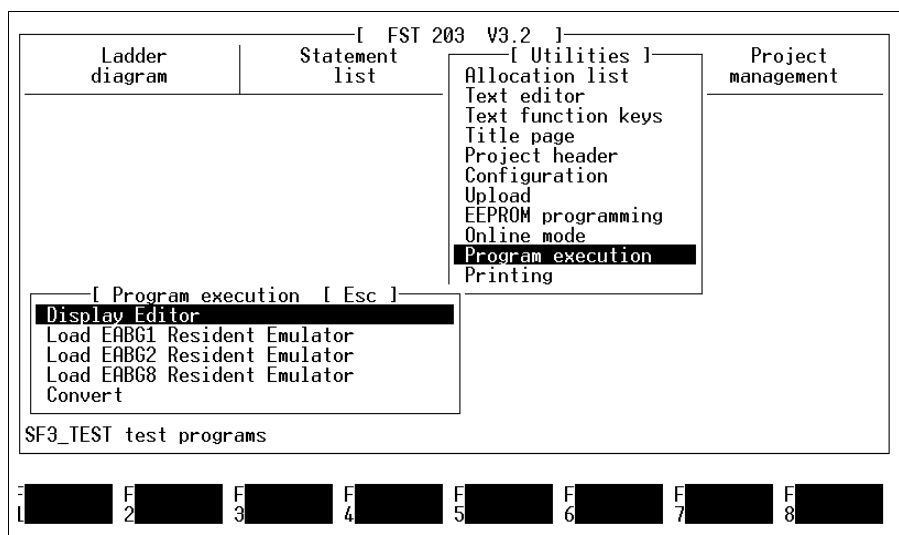 [ FST 203 V3.2 ]
Ladder diagram
Statement list
[ Utilities ]
Project management
Allocation list
Text editor
Text function keys
Title page
Project header
Configuration
Upload
EEPROM programming
Online mode
Program execution
Printing
[ Program execution [ Esc ]
Display Editor
Load EABG1 Resident Emulator
Load EABG2 Resident Emulator
Load EABG8 Resident Emulator
Convert
SF3_TEST test programs
F F F F F F F
2 3 4 5 6 7 8